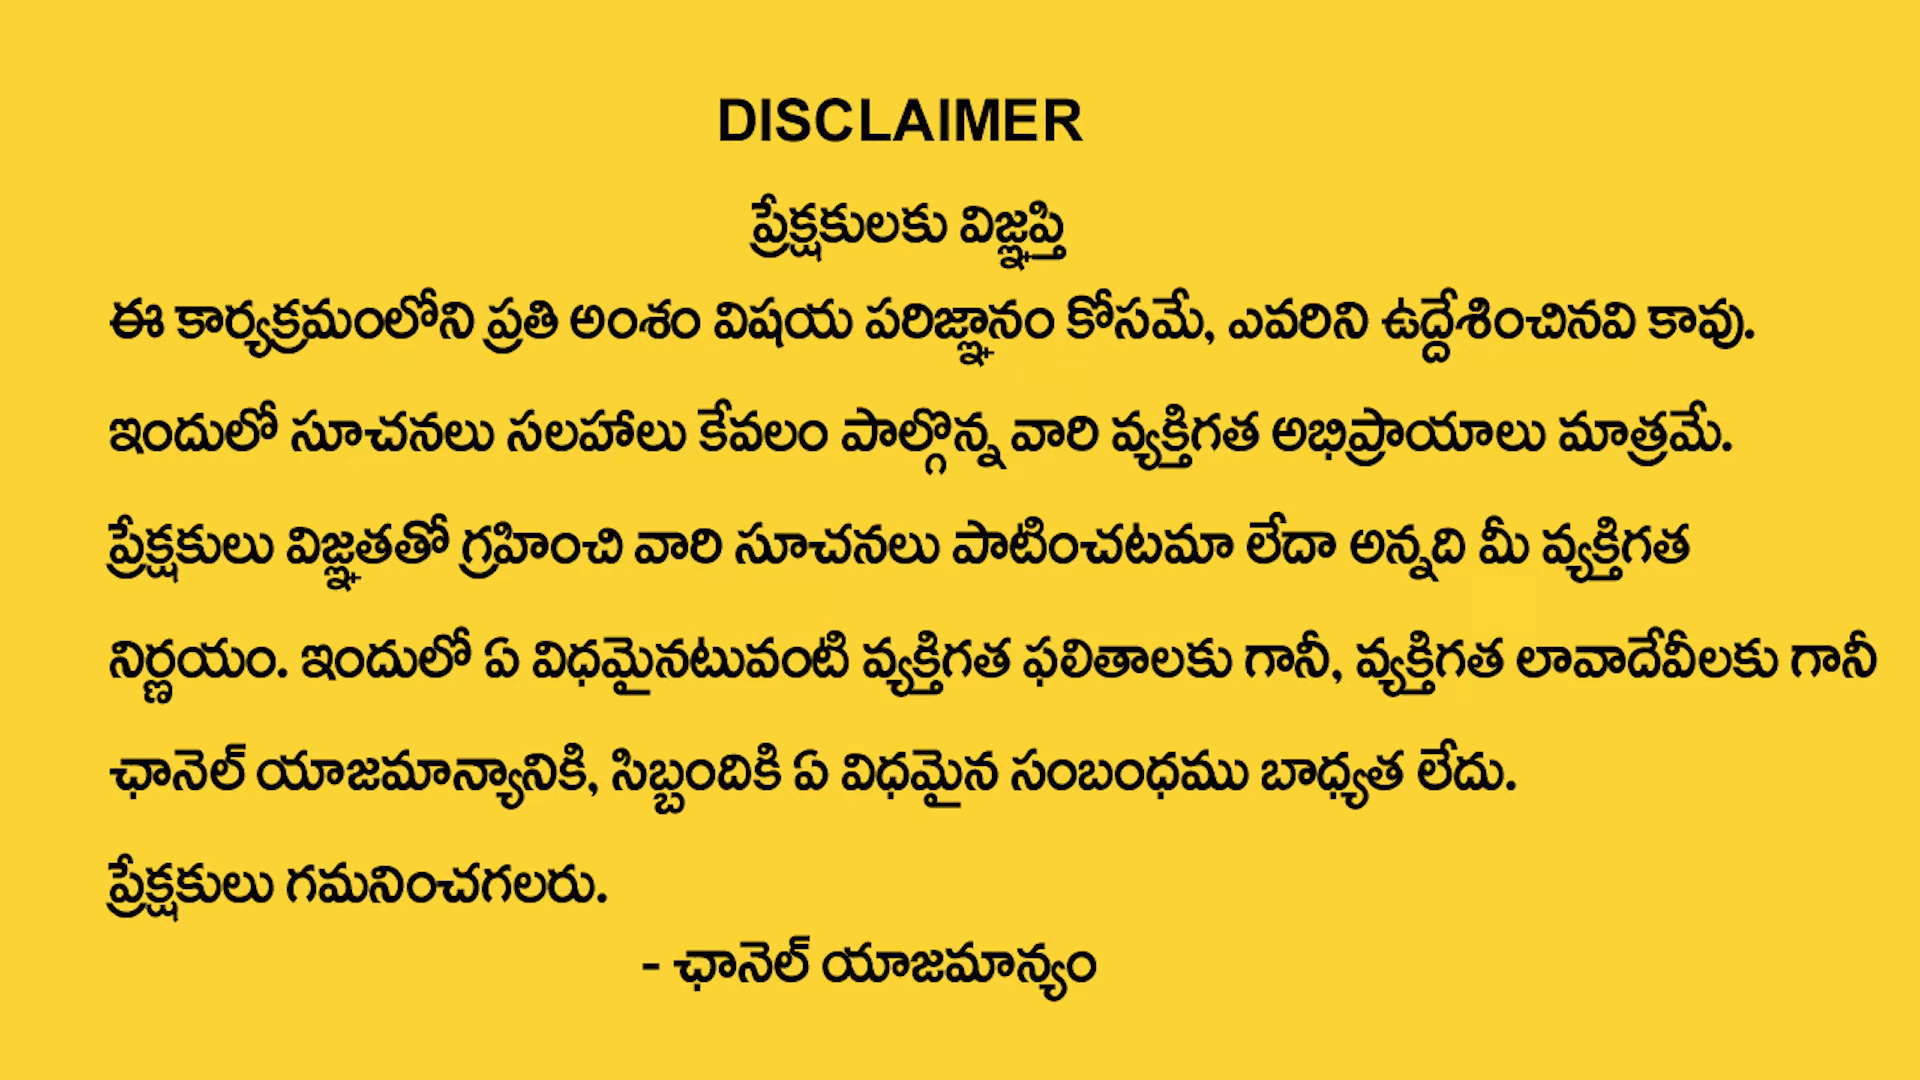 DISCLAIMER
ప్రేక్షకులకు విజ్ఞప్తి
ఈ కార్యక్రమంలోని ప్రతి అంశం విషయ పరిజ్ఞానం కోసమే, ఎవరిని ఉద్దేశించినవి కావు.
ఇందులో సూచనలు సలహాలు కేవలం పాల్గొన్న వారి వ్యక్తిగత అభిప్రాయాలు మాత్రమే.
ప్రేక్షకులు విజ్ఞతతో గ్రహించి వారి సూచనలు పాటించటమా లేదా అన్నది మీ వ్యక్తిగత
నిర్ణయం. ఇందులో ఏ విధమైనటువంటి వ్యక్తిగత ఫలితాలకు గానీ, వ్యక్తిగత లావాదేవీలకు గానీ
ఛానెల్ యాజమాన్యానికి, సిబ్బందికి ఏ విధమైన సంబంధము బాధ్యత లేదు.
ప్రేక్షకులు గమనించగలరు.
- ఛానెల్ యాజమాన్యం